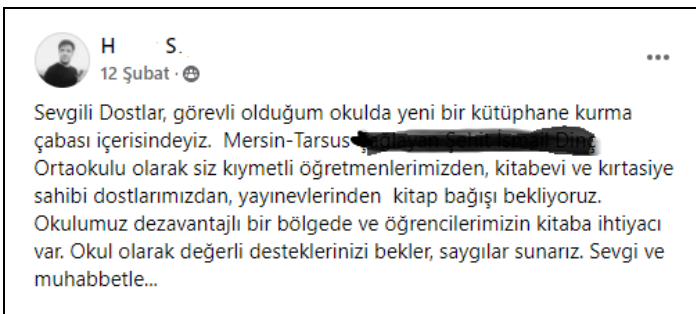 H S.
12 Şubat ·
Sevgili Dostlar, görevli olduğum okulda yeni bir kütüphane kurma
çabası içerisindeyiz. Mersin-Tarsus
Ortaokulu olarak siz kıymetli öğretmenlerimizden, kitabevi ve kırtasiye
sahibi dostlarımızdan, yayınevlerinden kitap bağışı bekliyoruz.
Okulumuz dezavantajlı bir bölgede ve öğrencilerimizin kitaba ihtiyacı
var. Okul olarak değerli desteklerinizi bekler, saygılar sunarız. Sevgi ve
muhabbetle...